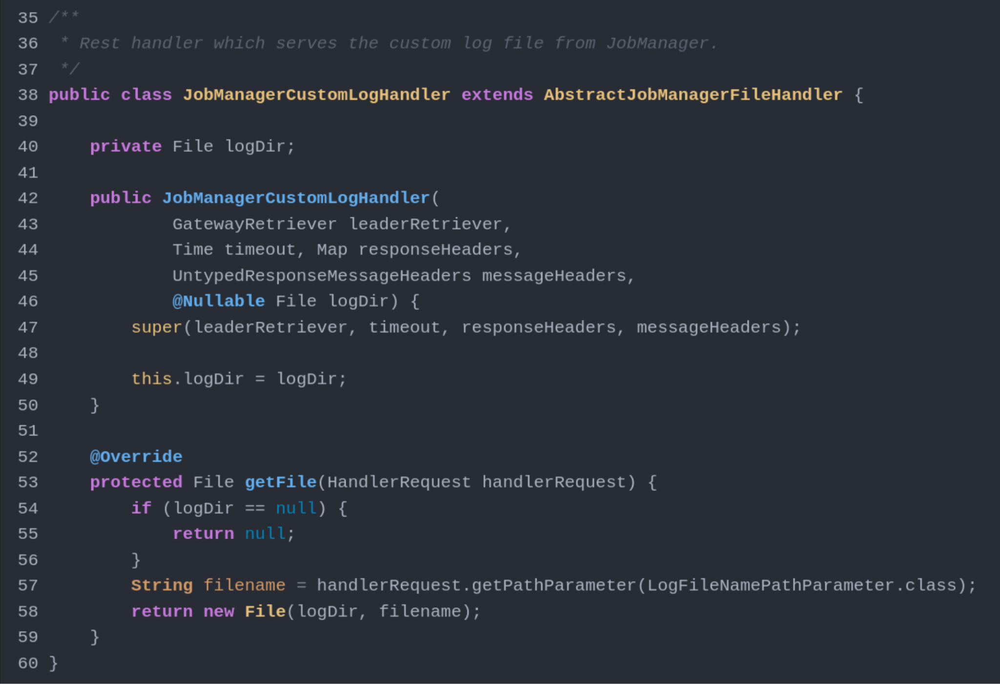 35 /**
36  * Rest handler which serves the custom log file from JobManager.
37  */
38 public class JobManagerCustomLogHandler extends AbstractJobManagerFileHandler {
39
40     private File logDir;
41
42     public JobManagerCustomLogHandler(
43             GatewayRetriever leaderRetriever,
44             Time timeout, Map responseHeaders,
45             UntypedResponseMessageHeaders messageHeaders,
46             @Nullable File logDir) {
47         super(leaderRetriever, timeout, responseHeaders, messageHeaders);
48
49         this.logDir = logDir;
50     }
51
52     @Override
53     protected File getFile(HandlerRequest handlerRequest) {
54         if (logDir == null) {
55             return null;
56         }
57         String filename = handlerRequest.getPathParameter(LogFileNamePathParameter.class);
58         return new File(logDir, filename);
59     }
60 }